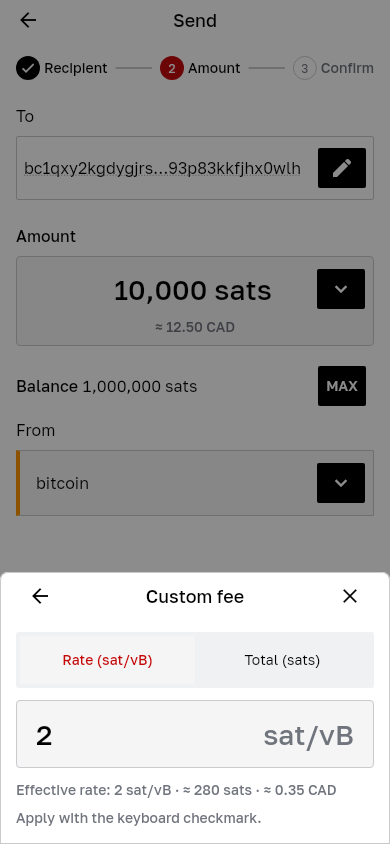 Send
Recipient 2 Amount 3 Confirm
To
bc1qxy2kgdygjrs...93p83kkfjhx0wlh
Amount
10,000 sats
≈ 12.50 CAD
Balance 1,000,000 sats MAX
From
bitcoin
Custom fee
Rate (sat/vB) Total (sats)
2 sat/vB
Effective rate: 2 sat/vB · ≈ 280 sats · ≈ 0.35 CAD
Apply with the keyboard checkmark.